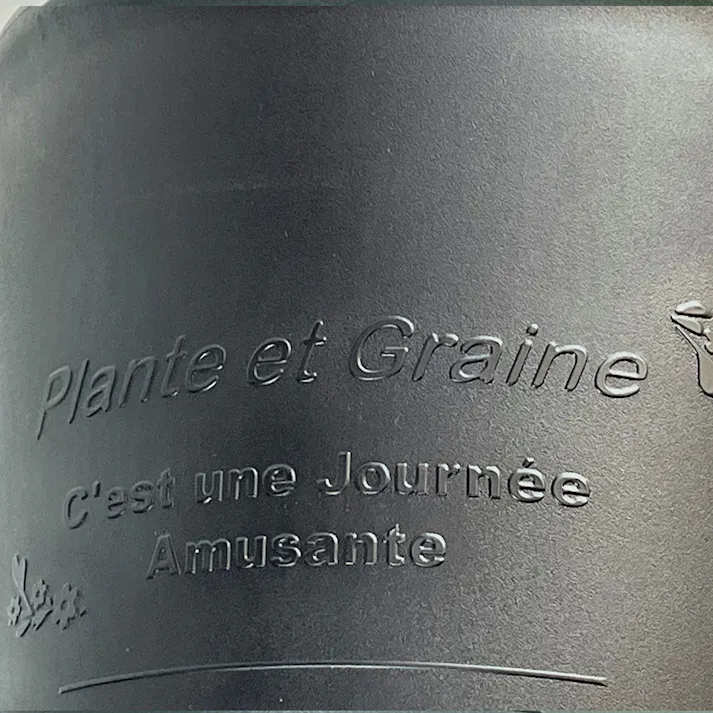 Plante et Graine
C'est une Journée
Amusante